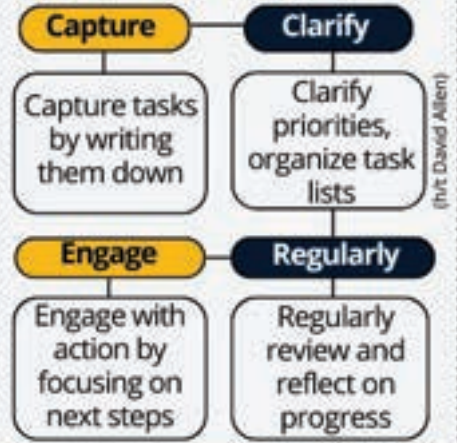 Capture
Clarify
Capture tasks
by writing
them down
Clarify
priorities,
organize task
lists
(h/t David Allen)
Engage
Regularly
Engage with
action by
focusing on
next steps
Regularly
review and
reflect on
progress